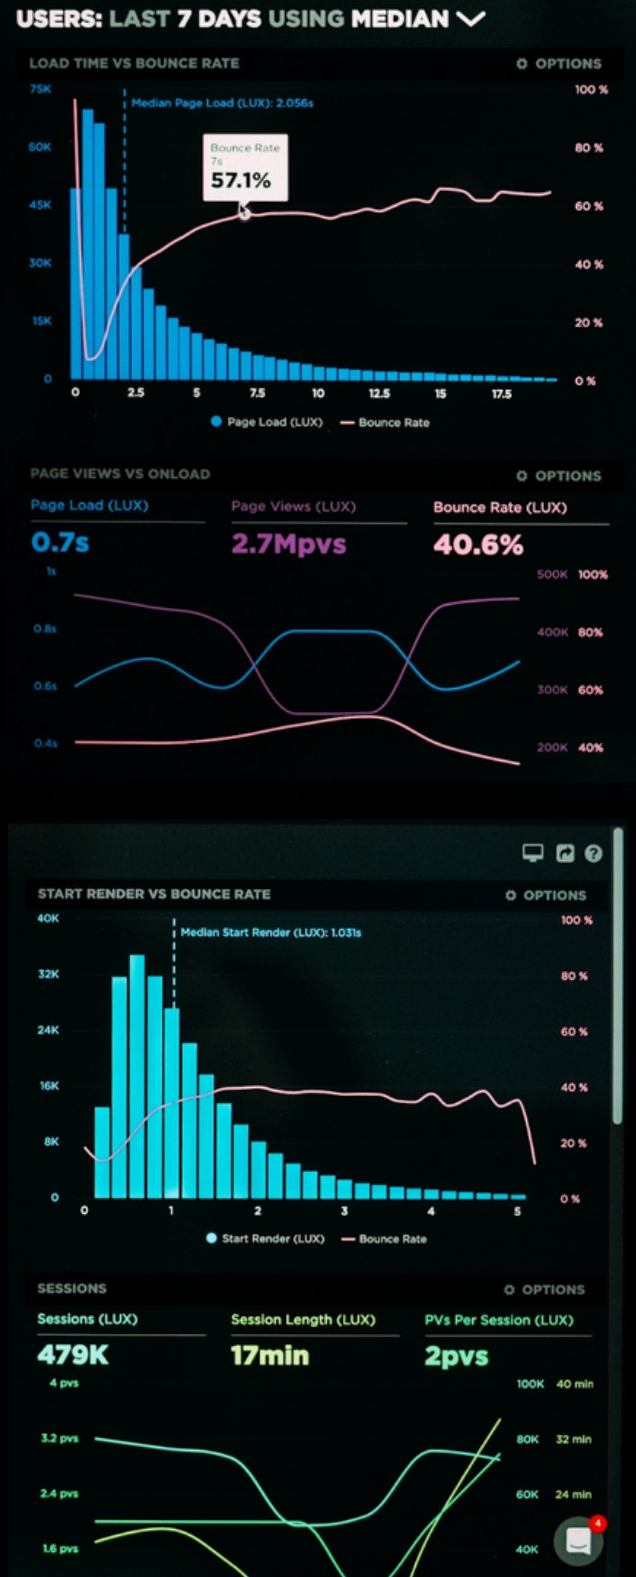 USERS: LAST 7 DAYS USING MEDIAN
LOAD TIME VS BOUNCE RATE OPTIONS
75K 100 %
Median Page Load (LUX): 2.056s
60K 80 %
Bounce Rate
7s
57.1%
45K 60 %
30K 40 %
15K 20 %
0 0 %
0 2.5 5 7.5 10 12.5 15 17.5
Page Load (LUX) Bounce Rate
PAGE VIEWS VS ONLOAD OPTIONS
Page Load (LUX) Page Views (LUX) Bounce Rate (LUX)
0.7s 2.7Mpvs 40.6%
1s 500K 100%
0.8s 400K 80%
0.6s 300K 60%
0.4s 200K 40%
START RENDER VS BOUNCE RATE OPTIONS
40K 100 %
Median Start Render (LUX): 1.031s
32K 80 %
24K 60 %
16K 40 %
8K 20 %
0 0 %
0 1 2 3 4 5
Start Render (LUX) Bounce Rate
SESSIONS OPTIONS
Sessions (LUX) Session Length (LUX) PVs Per Session (LUX)
479K 17min 2pvs
4 pvs 100K 40 min
3.2 pvs 80K 32 min
2.4 pvs 60K 24 min
4
1.6 pvs 40K